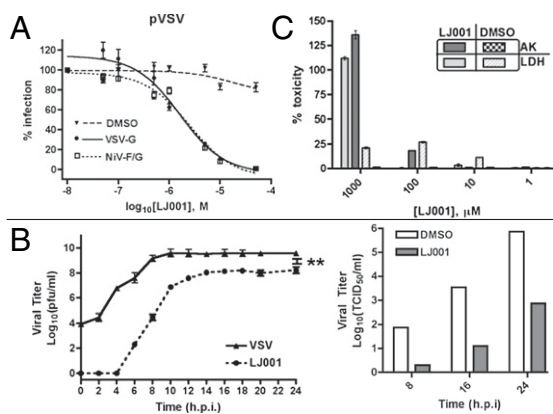 A
pVSV
% infection
140
120
100
80
60
40
20
0
DMSO
VSV-G
NiV-F/G
-8
-7
-6
-5
-4
log10[LJ001], M
C
LJ001 DMSO
AK
LDH
% toxicity
150
125
100
75
50
25
0
1000
100
10
1
[LJ001], μM
B
Viral Titer
Log10(pfu/ml)
10
8
6
4
2
0
**
VSV
LJ001
0 2 4 6 8 10 12 14 16 18 20 22 24
Time (h.p.i.)
DMSO
LJ001
Viral Titer
Log10(TCID50/ml)
6
5
4
3
2
1
0
8
16
24
Time (h.p.i.)